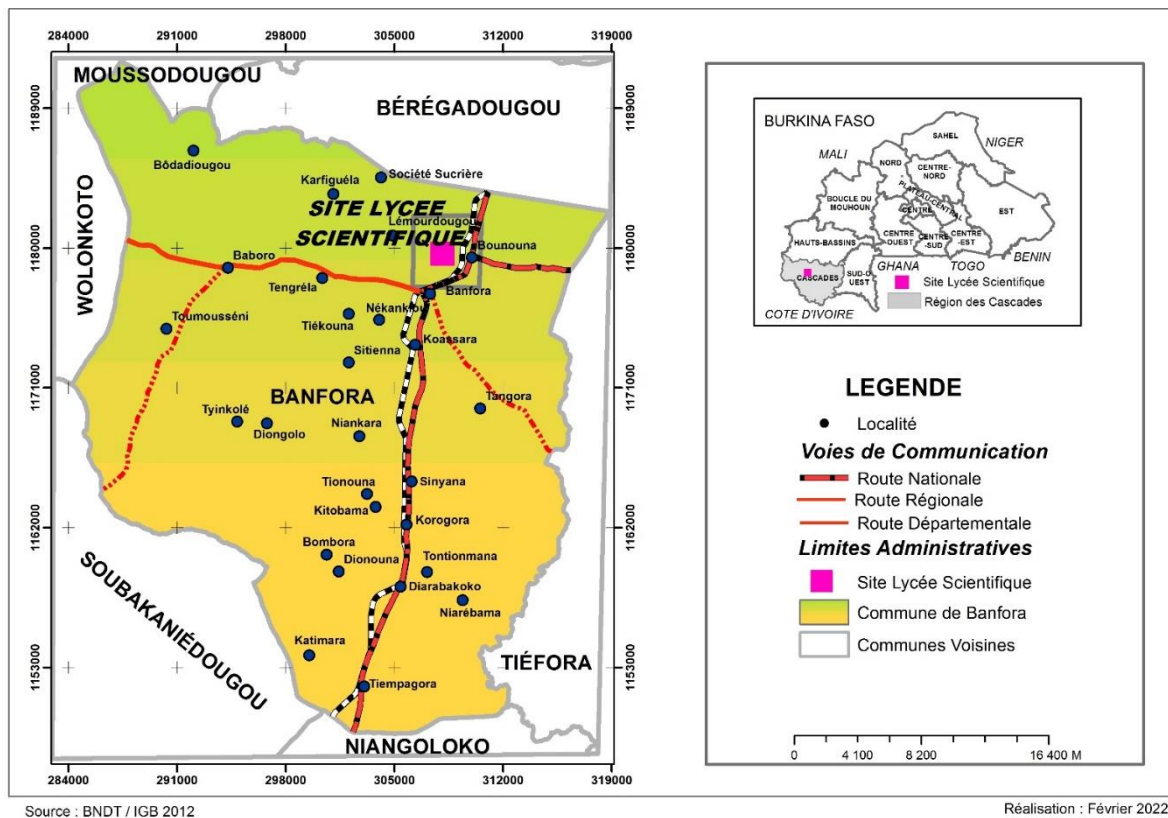 284000 291000 298000 305000 312000 319000
MOUSSODOUGOU
BÉRÉGADOUGOU
1189000
1189000
Bôdadiougou
Société Sucrière
Karfiguéla
WOLONKOTO
SITE LYCEE
SCIENTIFIQUE
Lémourdougou
1180000
1180000
Bounouna
Baboro
Tengréla
Banfora
Nékankiou
Toumousséni
Tiékouna
Koassara
Sitienna
1171000
1171000
BANFORA
Tangora
Tyinkolé
Diongolo
Niankara
Sinyana
Tionouna
Kitobama
Korogora
1162000
1162000
Bombora
Dionouna
Tontionmana
Diarabakoko
Niarébama
SOUBAKANIÉDOUGOU
Katimara
TIÉFORA
1153000
1153000
Tiempagora
NIANGOLOKO
284000 291000 298000 305000 312000 319000
BURKINA FASO
SAHEL
NIGER
MALI
NORD
CENTRE-
NORD
PLATEAU-CENTRAL
BOUCLE DU
MOUHOUN
CENTRE
EST
HAUTS-BASSINS
CENTRE-
OUEST
CENTRE
-SUD
CENTRE
-EST
BENIN
GHANA
TOGO
CASCADES
SUD-O
UEST
Site Lycée Scientifique
Région des Cascades
COTE D'IVOIRE
LEGENDE
Localité
Voies de Communication
Route Nationale
Route Régionale
Route Départementale
Limites Administratives
Site Lycée Scientifique
Commune de Banfora
Communes Voisines
0 4 100 8 200 16 400 M
Source : BNDT / IGB 2012
Réalisation : Février 2022